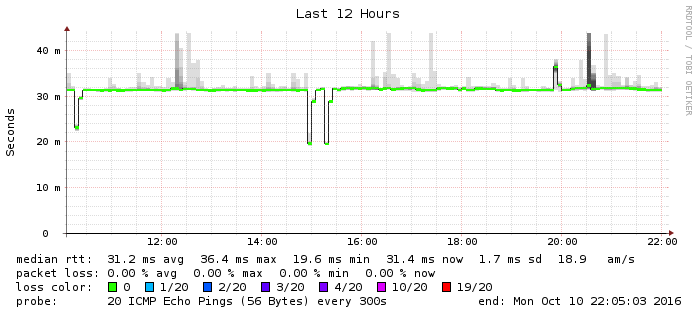 Last 12 Hours
RRDTOOL / TOBI OETIKER
Seconds
40 m
30 m
20 m
10 m
0
12:00 14:00 16:00 18:00 20:00 22:00
median rtt: 31.2 ms avg 36.4 ms max 19.6 ms min 31.4 ms now 1.7 ms sd 18.9 am/s
packet loss: 0.00 % avg 0.00 % max 0.00 % min 0.00 % now
loss color: 0 1/20 2/20 3/20 4/20 10/20 19/20
probe: 20 ICMP Echo Pings (56 Bytes) every 300s end: Mon Oct 10 22:05:03 2016